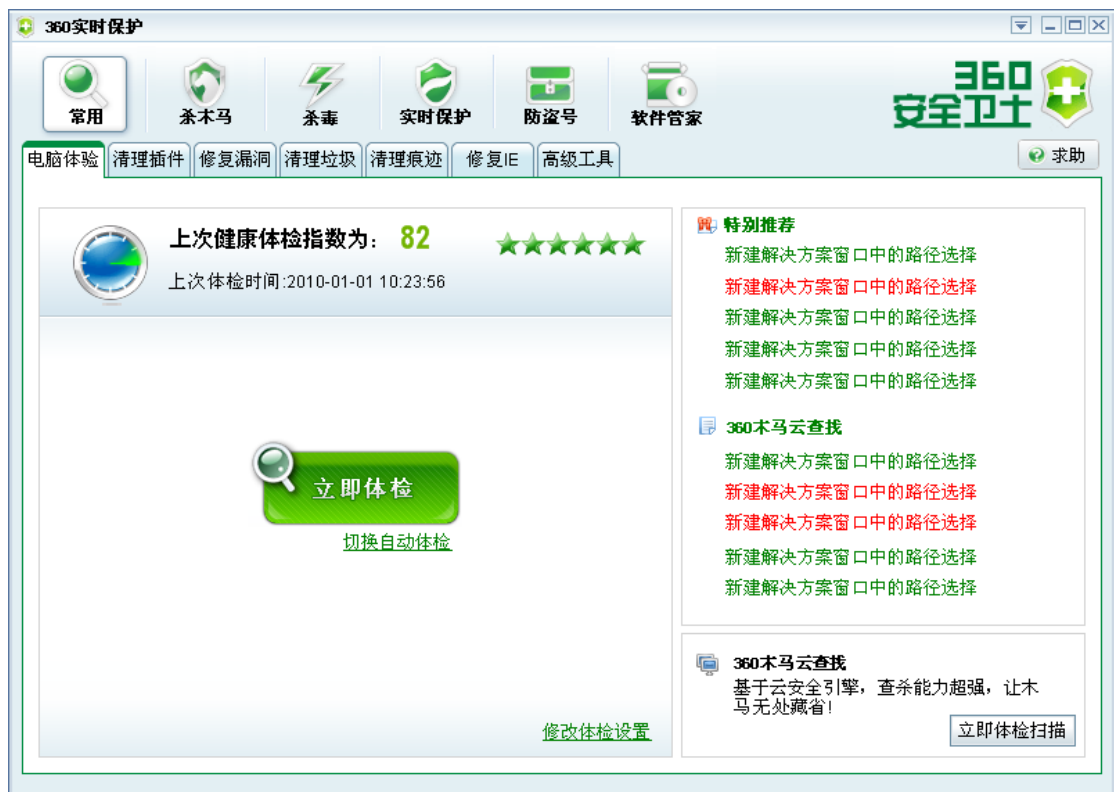 360实时保护
常用
杀木马
杀毒
实时保护
防盗号
软件管家
360
安全卫士
电脑体验
清理插件
修复漏洞
清理垃圾
清理痕迹
修复IE
高级工具
求助
上次健康体检指数为: 82
上次体检时间:2010-01-01 10:23:56
立即体检
切换自动体检
修改体检设置
特别推荐
新建解决方案窗口中的路径选择
新建解决方案窗口中的路径选择
新建解决方案窗口中的路径选择
新建解决方案窗口中的路径选择
新建解决方案窗口中的路径选择
360木马云查找
新建解决方案窗口中的路径选择
新建解决方案窗口中的路径选择
新建解决方案窗口中的路径选择
新建解决方案窗口中的路径选择
新建解决方案窗口中的路径选择
360木马云查找
基于云安全引擎，查杀能力超强，让木
马无处藏省!
立即体检扫描